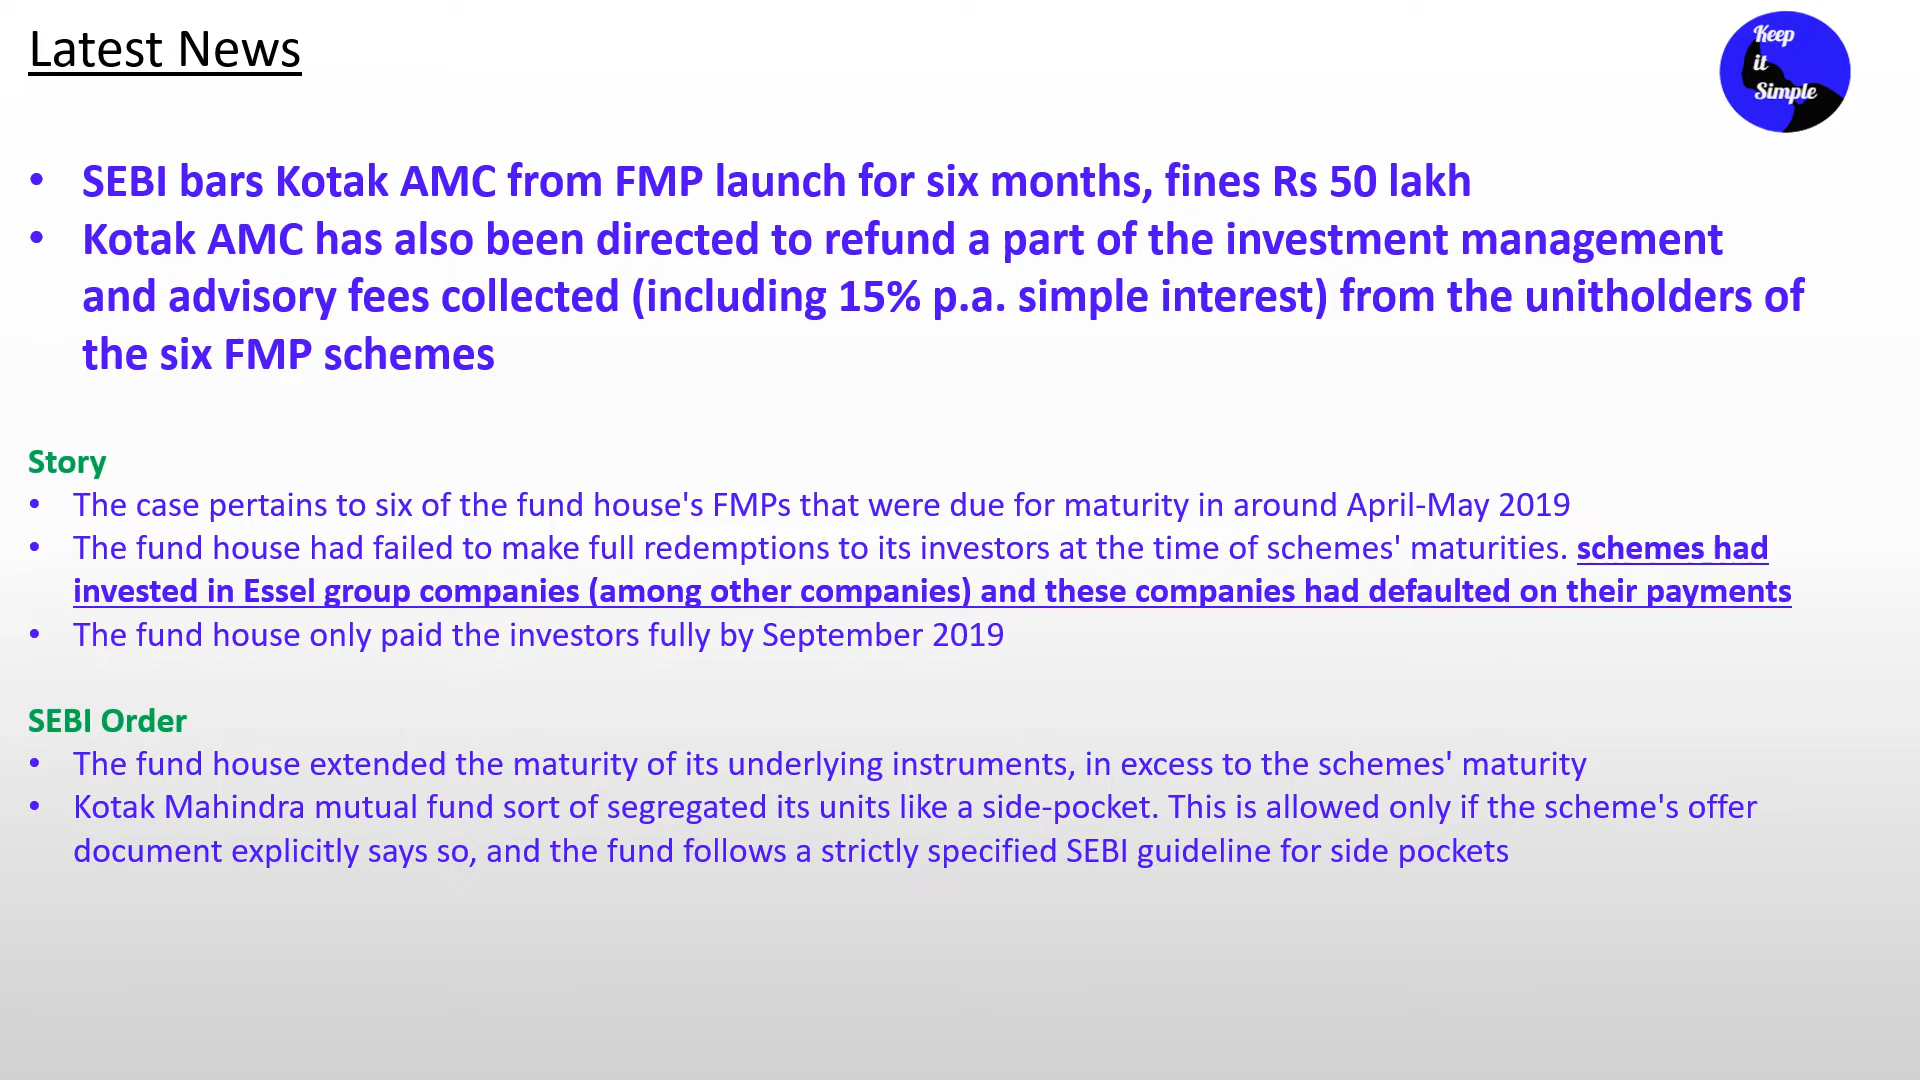 Latest News
Keep
it
Simple
• SEBI bars Kotak AMC from FMP launch for six months, fines Rs 50 lakh
• Kotak AMC has also been directed to refund a part of the investment management
and advisory fees collected (including 15% p.a. simple interest) from the unitholders of
the six FMP schemes
Story
• The case pertains to six of the fund house's FMPs that were due for maturity in around April-May 2019
• The fund house had failed to make full redemptions to its investors at the time of schemes' maturities. schemes had
invested in Essel group companies (among other companies) and these companies had defaulted on their payments
• The fund house only paid the investors fully by September 2019
SEBI Order
• The fund house extended the maturity of its underlying instruments, in excess to the schemes' maturity
• Kotak Mahindra mutual fund sort of segregated its units like a side-pocket. This is allowed only if the scheme's offer
document explicitly says so, and the fund follows a strictly specified SEBI guideline for side pockets